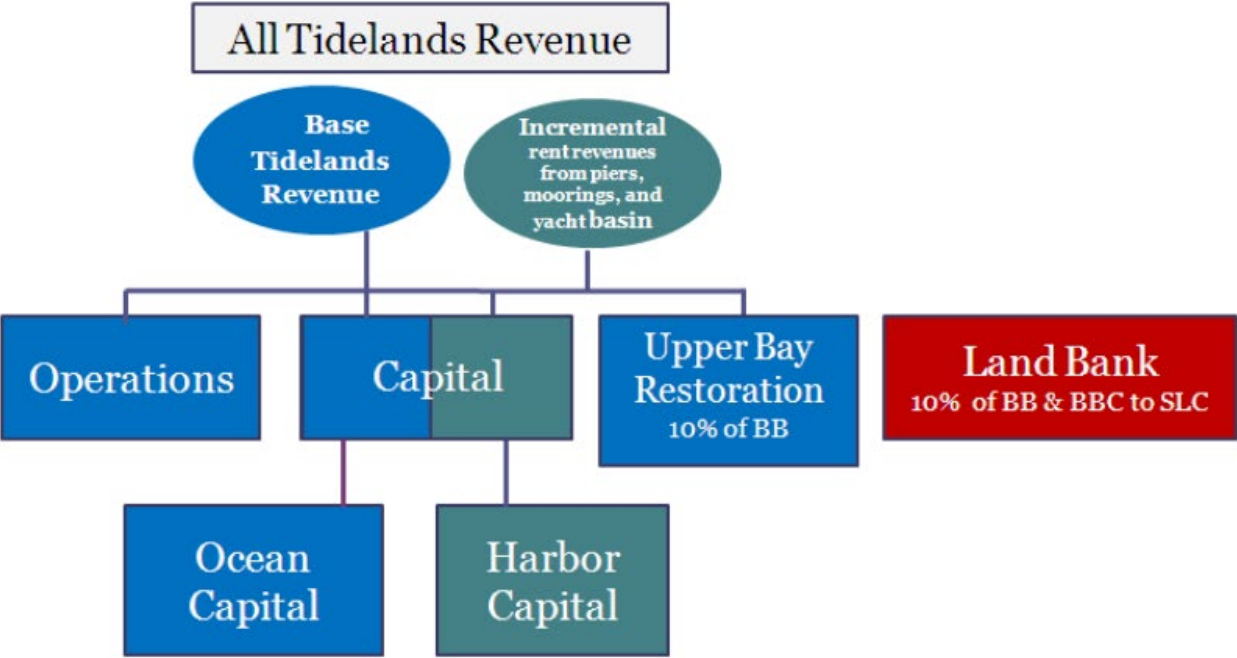 All Tidelands Revenue
Base
Tidelands
Revenue
Incremental
rent revenues
from piers,
moorings, and
yacht basin
Operations
Capital
Upper Bay
Restoration
10% of BB
Land Bank
10% of BB & BBC to SLC
Ocean
Capital
Harbor
Capital